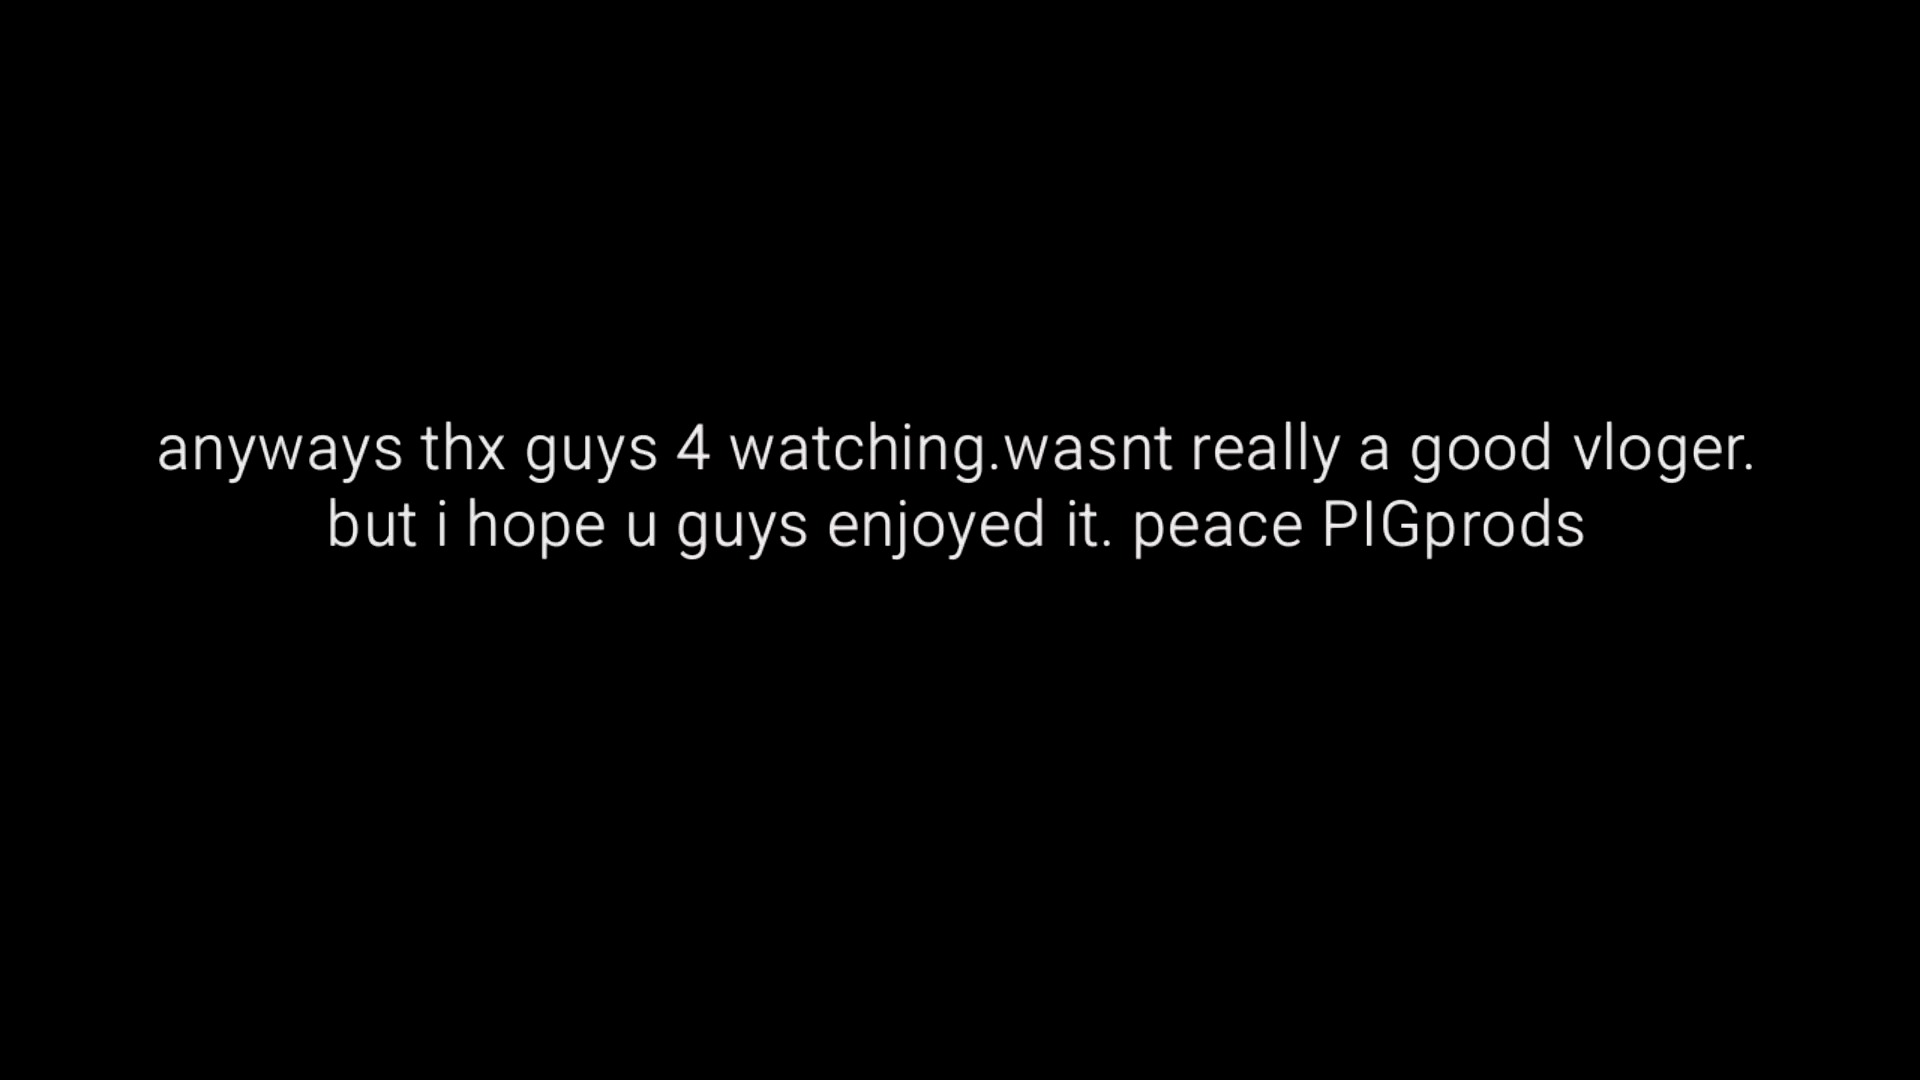 anyways thx guys 4 watching.wasnt really a good vloger.
but i hope u guys enjoyed it. peace PIGprods